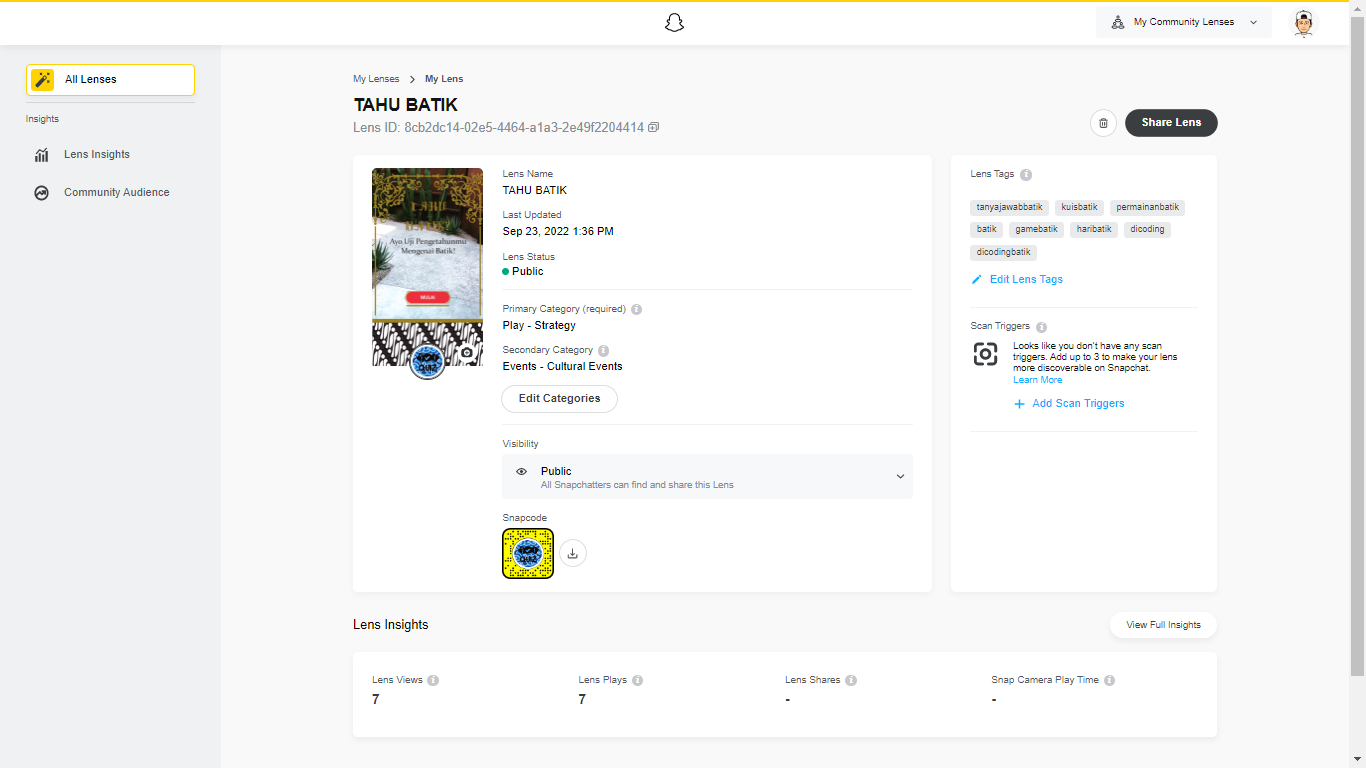 My Community Lenses
All Lenses
Insights
Lens Insights
Community Audience
My Lenses
My Lens
TAHU BATIK
Lens ID: 8cb2dc14-02e5-4464-a1a3-2e49f2204414
Share Lens
TAHU
BATIK
Ayo Uji Pengetahunmu
Mengenai Batik!
MULAI
QUIZ
Lens Name
TAHU BATIK
Last Updated
Sep 23, 2022 1:36 PM
Lens Status
Public
Primary Category (required)
Play - Strategy
Secondary Category
Events - Cultural Events
Edit Categories
Visibility
Public
All Snapchatters can find and share this Lens
Snapcode
QUIZ
Lens Tags
tanyajawabbatik kuisbatik permainanbatik
batik gamebatik haribatik dicoding
dicodingbatik
Edit Lens Tags
Scan Triggers
Looks like you don't have any scan
triggers. Add up to 3 to make your lens
more discoverable on Snapchat.
Learn More
Add Scan Triggers
Lens Insights
View Full Insights
Lens Views
7
Lens Plays
7
Lens Shares
-
Snap Camera Play Time
-